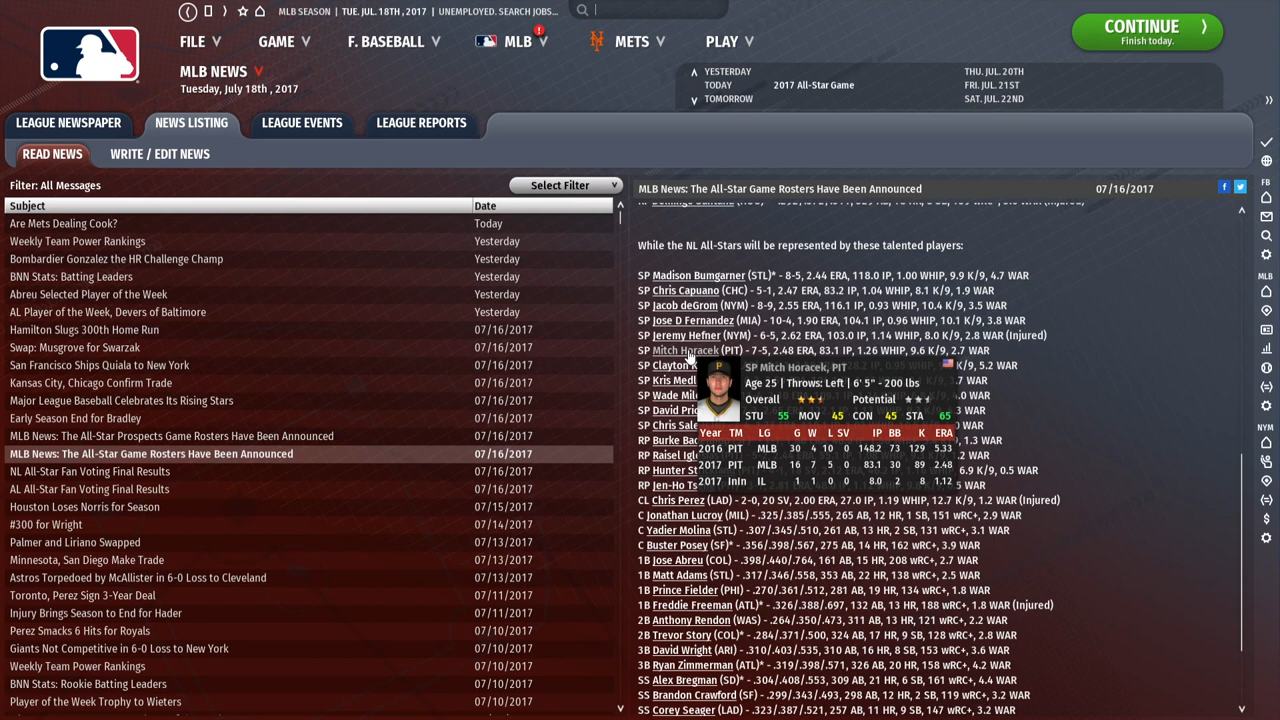 MLB SEASON | TUE. JUL. 18TH , 2017 | UNEMPLOYED. SEARCH JOBS...
FILE GAME F. BASEBALL MLB METS PLAY
CONTINUE
Finish today.
MLB NEWS
Tuesday, July 18th , 2017
YESTERDAY THU. JUL. 20TH
TODAY 2017 All-Star Game FRI. JUL. 21ST
TOMORROW SAT. JUL. 22ND
LEAGUE NEWSPAPER NEWS LISTING LEAGUE EVENTS LEAGUE REPORTS
READ NEWS WRITE / EDIT NEWS
Filter: All Messages Select Filter
Subject Date
Are Mets Dealing Cook? Today
Weekly Team Power Rankings Yesterday
Bombardier Gonzalez the HR Challenge Champ Yesterday
BNN Stats: Batting Leaders Yesterday
Abreu Selected Player of the Week Yesterday
AL Player of the Week, Devers of Baltimore Yesterday
Hamilton Slugs 300th Home Run 07/16/2017
Swap: Musgrove for Swarzak 07/16/2017
San Francisco Ships Quiala to New York 07/16/2017
Kansas City, Chicago Confirm Trade 07/16/2017
Major League Baseball Celebrates Its Rising Stars 07/16/2017
Early Season End for Bradley 07/16/2017
MLB News: The All-Star Prospects Game Rosters Have Been Announced 07/16/2017
MLB News: The All-Star Game Rosters Have Been Announced 07/16/2017
NL All-Star Fan Voting Final Results 07/16/2017
AL All-Star Fan Voting Final Results 07/16/2017
Houston Loses Norris for Season 07/15/2017
#300 for Wright 07/14/2017
Palmer and Liriano Swapped 07/13/2017
Minnesota, San Diego Make Trade 07/13/2017
Astros Torpedoed by McAllister in 6-0 Loss to Cleveland 07/13/2017
Toronto, Perez Sign 3-Year Deal 07/11/2017
Injury Brings Season to End for Hader 07/11/2017
Perez Smacks 6 Hits for Royals 07/10/2017
Giants Not Competitive in 6-0 Loss to New York 07/10/2017
Weekly Team Power Rankings 07/10/2017
BNN Stats: Rookie Batting Leaders 07/10/2017
Player of the Week Trophy to Wieters 07/10/2017
MLB News: The All-Star Game Rosters Have Been Announced 07/16/2017
While the NL All-Stars will be represented by these talented players:
SP Madison Bumgarner (STL)* - 8-5, 2.44 ERA, 118.0 IP, 1.00 WHIP, 9.9 K/9, 4.7 WAR
SP Chris Capuano (CHC) - 5-1, 2.47 ERA, 83.2 IP, 1.04 WHIP, 8.1 K/9, 1.9 WAR
SP Jacob deGrom (NYM) - 8-9, 2.55 ERA, 116.1 IP, 0.93 WHIP, 10.4 K/9, 3.5 WAR
SP Jose D Fernandez (MIA) - 10-4, 1.90 ERA, 104.1 IP, 0.96 WHIP, 10.1 K/9, 3.8 WAR
SP Jeremy Hefner (NYM) - 6-5, 2.62 ERA, 103.0 IP, 1.14 WHIP, 8.0 K/9, 2.8 WAR (Injured)
SP Mitch Horacek (PIT) - 7-5, 2.48 ERA, 83.1 IP, 1.26 WHIP, 9.6 K/9, 2.7 WAR
SP Clayton
SP Kris Medl
SP Wade Mil
SP David Pric
SP Chris Sale
RP Burke Bad
RP Raisel Igl
RP Hunter St
RP Jen-Ho Ts
SP Mitch Horacek, PIT
Age 25 | Throws: Left | 6' 5" - 200 lbs
Overall Potential
STU 55 MOV 45 CON 45 STA 65
Year TM LG G W L SV IP BB K ERA
2016 PIT MLB 30 4 10 0 148.2 73 129 5.33
2017 PIT MLB 16 7 5 0 83.1 30 89 2.48
2017 InIn IL 1 1 0 0 8.0 2 8 1.12
CL Chris Perez (LAD) - 2-0, 20 SV, 2.00 ERA, 27.0 IP, 1.19 WHIP, 12.7 K/9, 1.2 WAR (Injured)
C Jonathan Lucroy (MIL) - .325/.385/.555, 265 AB, 12 HR, 1 SB, 151 wRC+, 2.9 WAR
C Yadier Molina (STL) - .307/.345/.510, 261 AB, 13 HR, 2 SB, 131 wRC+, 3.1 WAR
C Buster Posey (SF)* - .356/.398/.567, 275 AB, 14 HR, 162 wRC+, 3.9 WAR
1B Jose Abreu (COL) - .398/.440/.764, 161 AB, 15 HR, 208 wRC+, 2.7 WAR
1B Matt Adams (STL) - .317/.346/.558, 353 AB, 22 HR, 138 wRC+, 2.5 WAR
1B Prince Fielder (PHI) - .270/.361/.512, 281 AB, 19 HR, 134 wRC+, 1.8 WAR
1B Freddie Freeman (ATL)* - .326/.388/.697, 132 AB, 13 HR, 188 wRC+, 1.8 WAR (Injured)
2B Anthony Rendon (WAS) - .264/.350/.473, 311 AB, 13 HR, 121 wRC+, 2.2 WAR
2B Trevor Story (COL)* - .284/.371/.500, 324 AB, 17 HR, 9 SB, 128 wRC+, 2.8 WAR
3B David Wright (ARI) - .310/.403/.535, 310 AB, 16 HR, 8 SB, 153 wRC+, 3.6 WAR
3B Ryan Zimmerman (ATL)* - .319/.398/.571, 326 AB, 20 HR, 158 wRC+, 4.2 WAR
SS Alex Bregman (SD)* - .304/.408/.553, 309 AB, 21 HR, 6 SB, 161 wRC+, 4.4 WAR
SS Brandon Crawford (SF) - .299/.343/.493, 298 AB, 12 HR, 2 SB, 119 wRC+, 3.2 WAR
SS Corey Seager (LAD) - .323/.387/.521, 257 AB, 11 HR, 9 SB, 147 wRC+, 3.2 WAR
FB
MLB
NYM